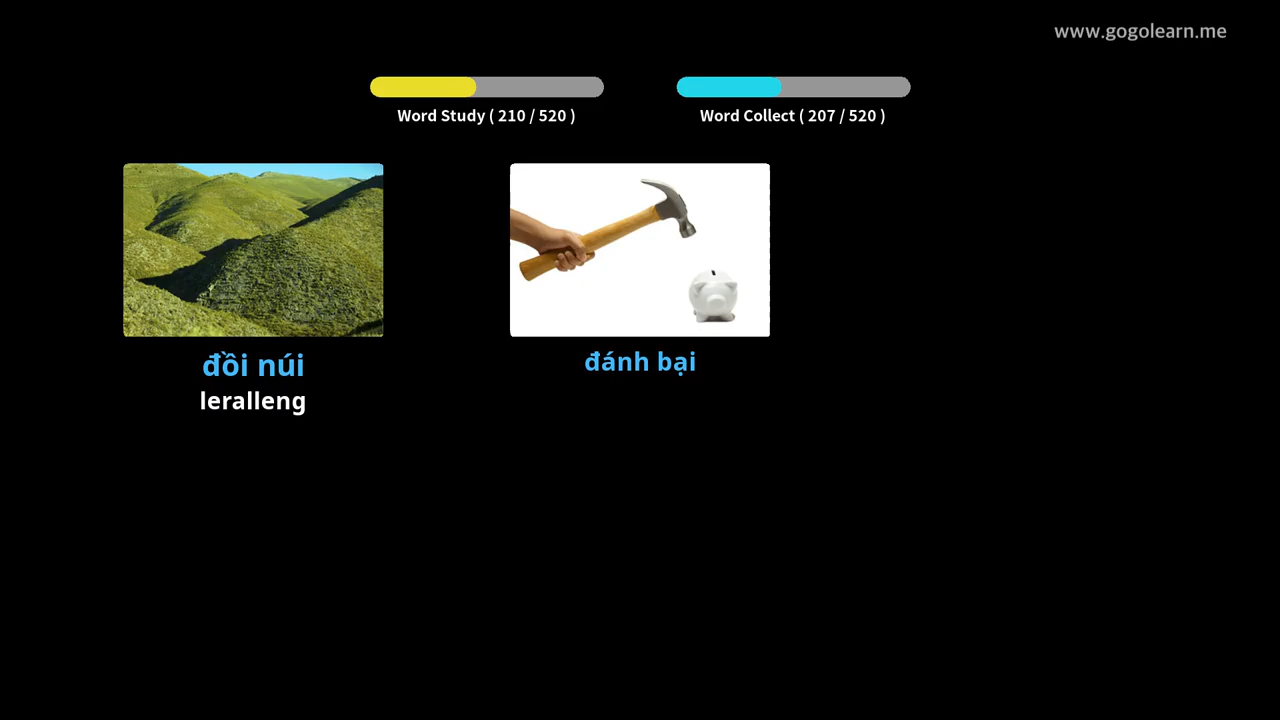 www.gogolearn.me
Word Study ( 210 / 520 )
Word Collect ( 207 / 520 )
đồi núi
leralleng
đánh bại